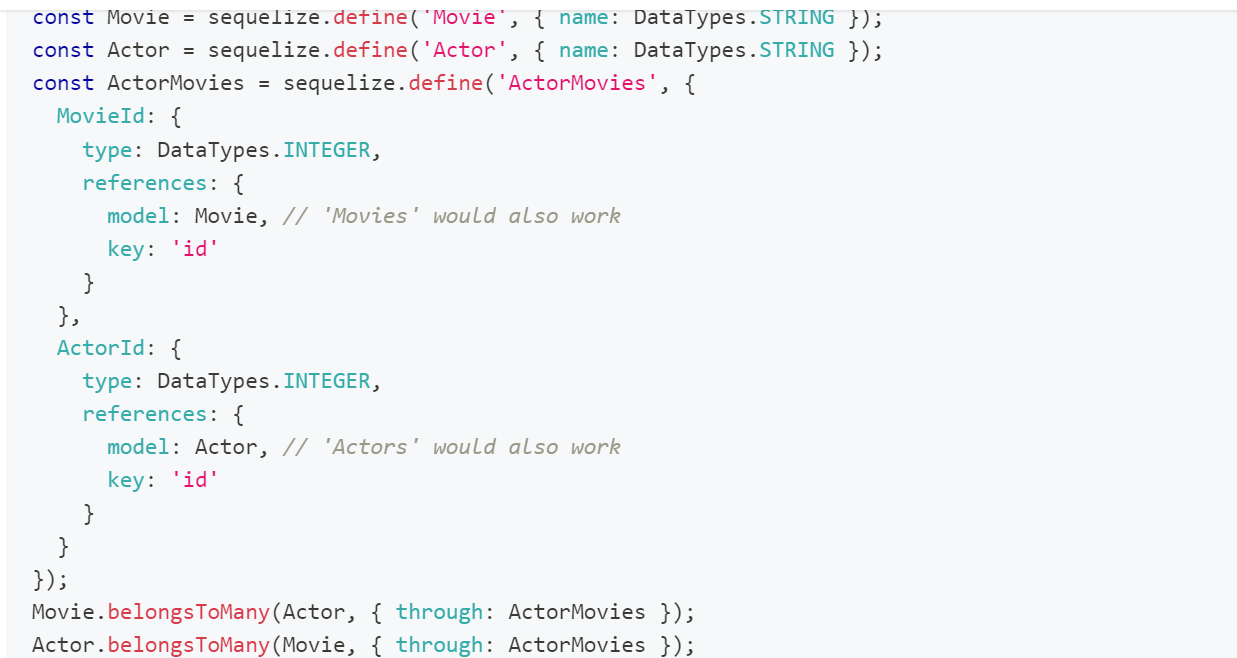 const Movie = sequelize.define('Movie', { name: DataTypes.STRING });
const Actor = sequelize.define('Actor', { name: DataTypes.STRING });
const ActorMovies = sequelize.define('ActorMovies', {
  MovieId: {
    type: DataTypes.INTEGER,
    references: {
      model: Movie, // 'Movies' would also work
      key: 'id'
    }
  },
  ActorId: {
    type: DataTypes.INTEGER,
    references: {
      model: Actor, // 'Actors' would also work
      key: 'id'
    }
  }
});
Movie.belongsToMany(Actor, { through: ActorMovies });
Actor.belongsToMany(Movie, { through: ActorMovies });